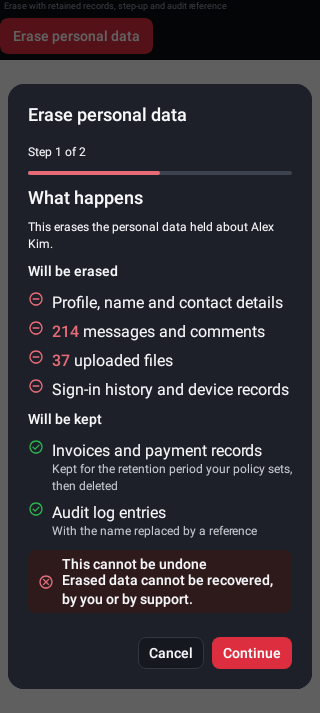 Erase with retained records, step-up and audit reference
Erase personal data
Erase personal data
Step 1 of 2
What happens
This erases the personal data held about Alex
Kim.
Will be erased
Profile, name and contact details
214 messages and comments
37 uploaded files
Sign-in history and device records
Will be kept
Invoices and payment records
Kept for the retention period your policy sets,
then deleted
Audit log entries
With the name replaced by a reference
This cannot be undone
Erased data cannot be recovered,
by you or by support.
Cancel
Continue